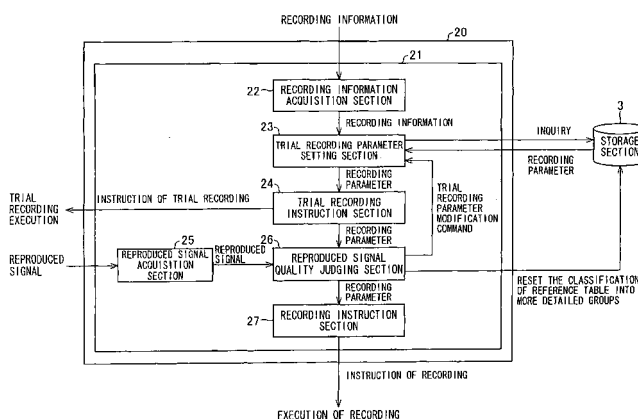 RECORDING INFORMATION
20
21
22
RECORDING INFORMATION
ACQUISITION SECTION
RECORDING INFORMATION
3
23
TRIAL RECORDING PARAMETER
SETTING SECTION
INQUIRY
STORAGE
SECTION
RECORDING
PARAMETER
RECORDING
PARAMETER
24
TRIAL RECORDING
INSTRUCTION SECTION
TRIAL
RECORDING
PARAMETER
MODIFICATION
COMMAND
TRIAL
RECORDING
EXECUTION
INSTRUCTION OF TRIAL RECORDING
RECORDING
PARAMETER
REPRODUCED
SIGNAL
25
REPRODUCED SIGNAL
ACQUISITION
SECTION
REPRODUCED
SIGNAL
26
REPRODUCED SIGNAL
QUALITY JUDGING SECTION
RECORDING
PARAMETER
RESET THE CLASSIFICATION
OF REFERENCE TABLE INTO
MORE DETAILED GROUPS
27
RECORDING INSTRUCTION
SECTION
INSTRUCTION OF RECORDING
EXECUTION OF RECORDING